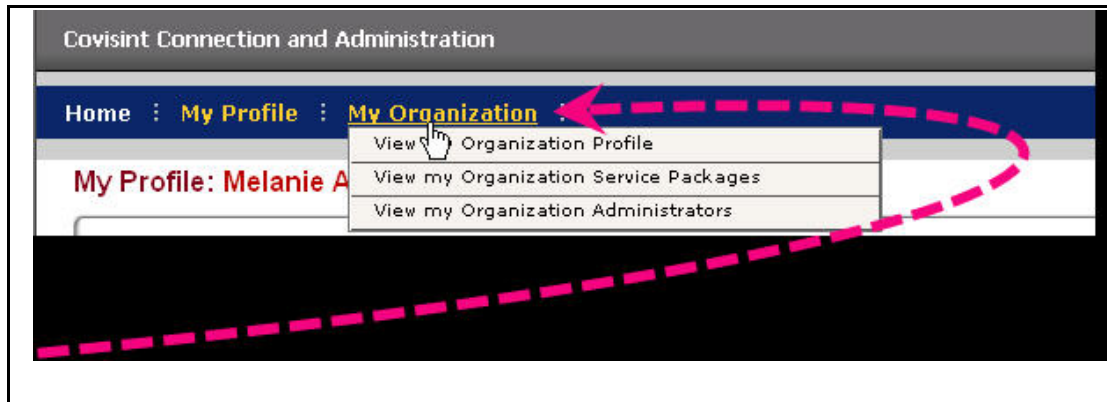 Covisint Connection and Administration
Home ⋮ My Profile ⋮ My Organization ⋮
View Organization Profile
My Profile: Melanie A
View my Organization Service Packages
View my Organization Administrators